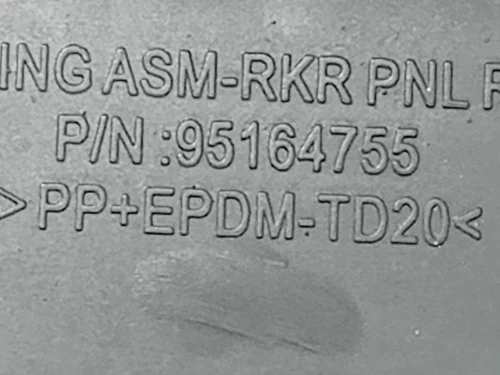 ING ASM-RKR PNL
P/N :95164755
>PP+EPDM-TD20<